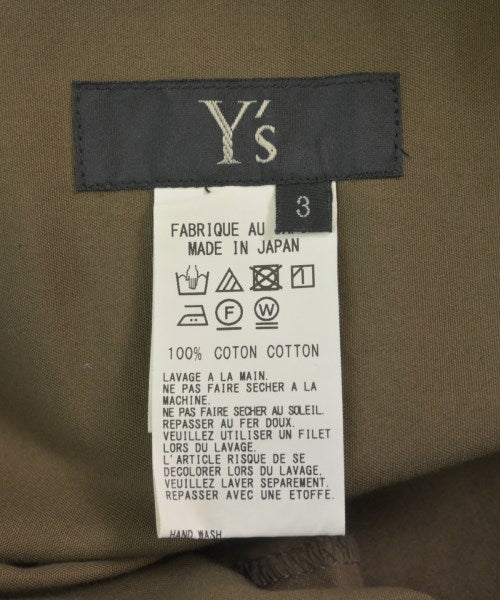 Y's
3
FABRIQUE AU
MADE IN JAPAN
F W
100% COTON COTTON
LAVAGE A LA MAIN.
NE PAS FAIRE SECHER A LA
MACHINE.
NE PAS FAIRE SECHER AU SOLEIL.
REPASSER AU FER DOUX.
VEUILLEZ UTILISER UN FILET
LORS DU LAVAGE.
L'ARTICLE RISQUE DE SE
DECOLORER LORS DU LAVAGE.
VEUILLEZ LAVER SEPAREMENT.
REPASSER AVEC UNE ETOFFE.
HAND WASH